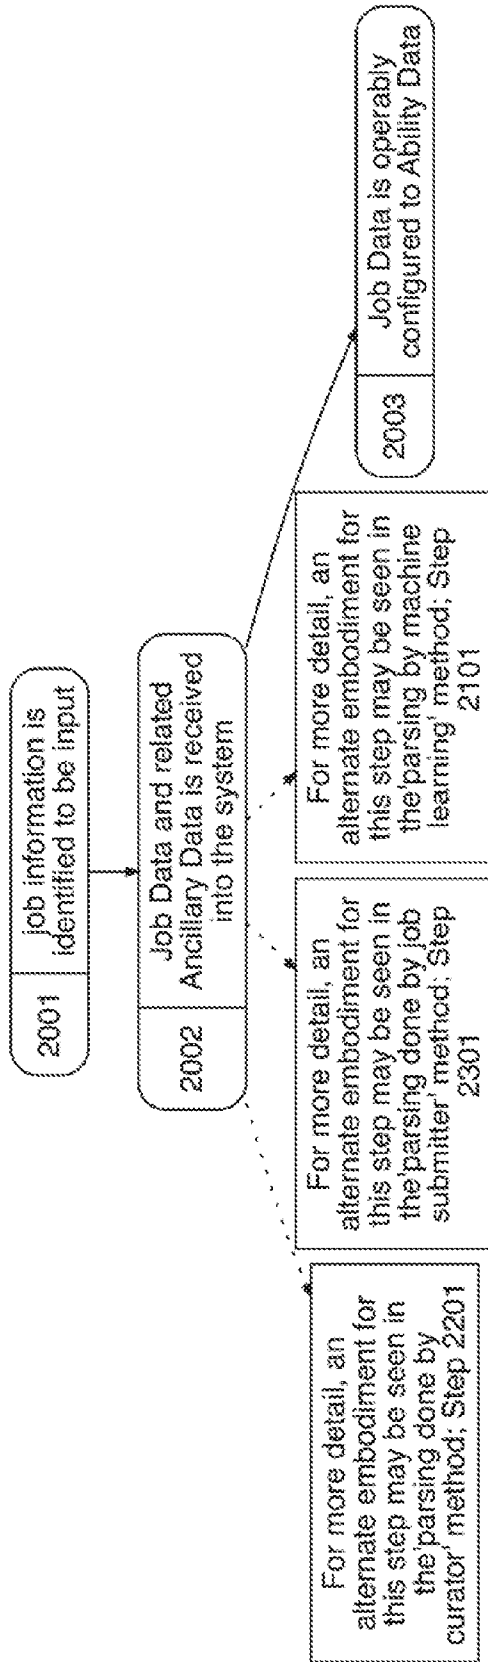 2001
job information is
identified to be input
2002
Job Data and related
Ancillary Data is received
into the system
For more detail, an
alternate embodiment for
this step may be seen in
the'parsing done by
curator' method; Step 2201
For more detail, an
alternate embodiment for
this step may be seen in
the'parsing done by job
submitter' method; Step
2301
For more detail, an
alternate embodiment for
this step may be seen in
the'parsing by machine
learning' method; Step
2101
2003
Job Data is operably
configured to Ability Data